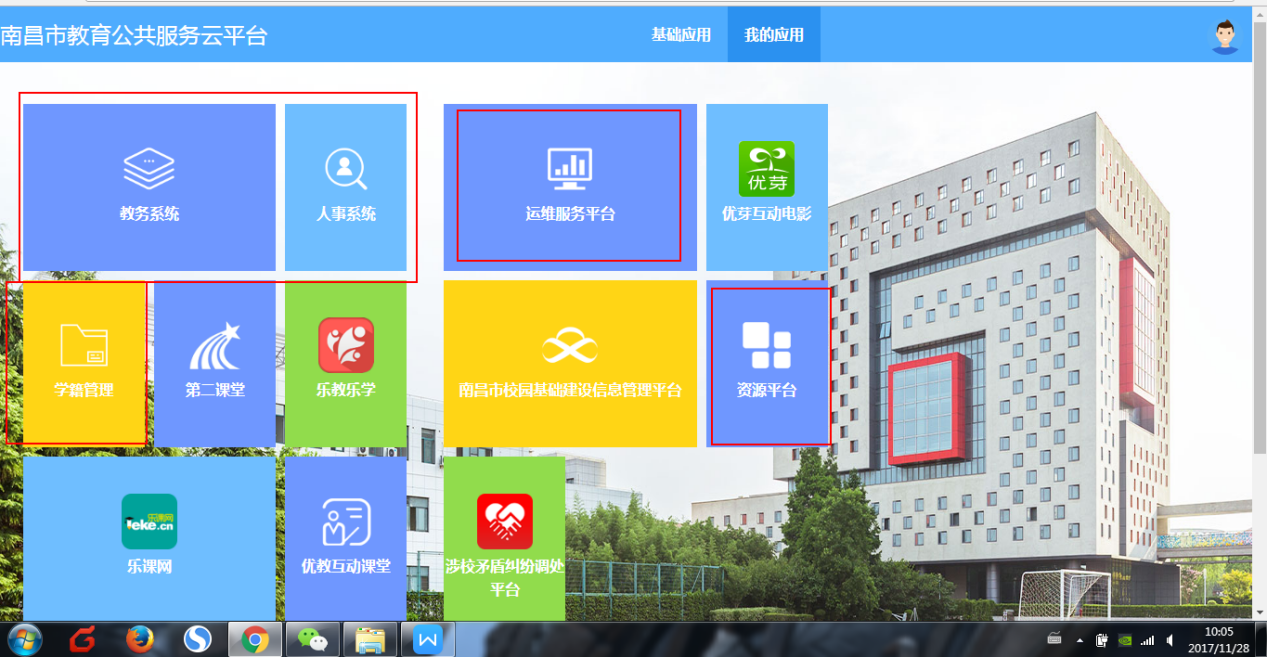 南昌市教育公共服务云平台
基础应用
我的应用
教务系统
人事系统
运维服务平台
优芽
优芽互动电影
学籍管理
第二课堂
乐教乐学
南昌市校园基础建设信息管理平台
资源平台
乐课网
leke.cn
乐课网
优教互动课堂
涉校矛盾纠纷调处
平台
10:05
2017/11/28